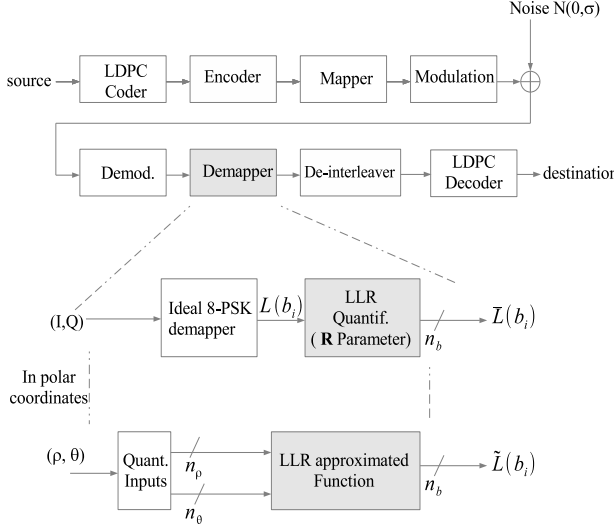 Noise N(0,σ)
source
LDPC
Coder
Encoder
Mapper
Modulation
Demod.
Demapper
De-interleaver
LDPC
Decoder
destination
(I,Q)
Ideal 8-PSK
demapper
L(b_i)
LLR
Quantif.
( R Parameter)
n_b
L̄(b_i)
In polar
coordinates
(ρ, θ)
Quant.
Inputs
n_ρ
n_θ
LLR approximated
Function
n_b
L̃(b_i)